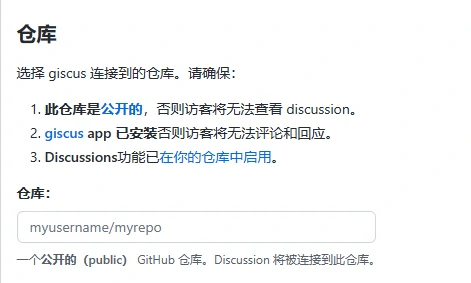 仓库
选择 giscus 连接到的仓库。请确保：
1. 此仓库是公开的，否则访客将无法查看 discussion。
2. giscus app 已安装否则访客将无法评论和回应。
3. Discussions功能已在你的仓库中启用。
仓库：
myusername/myrepo
一个公开的（public） GitHub 仓库。Discussion 将被连接到此仓库。